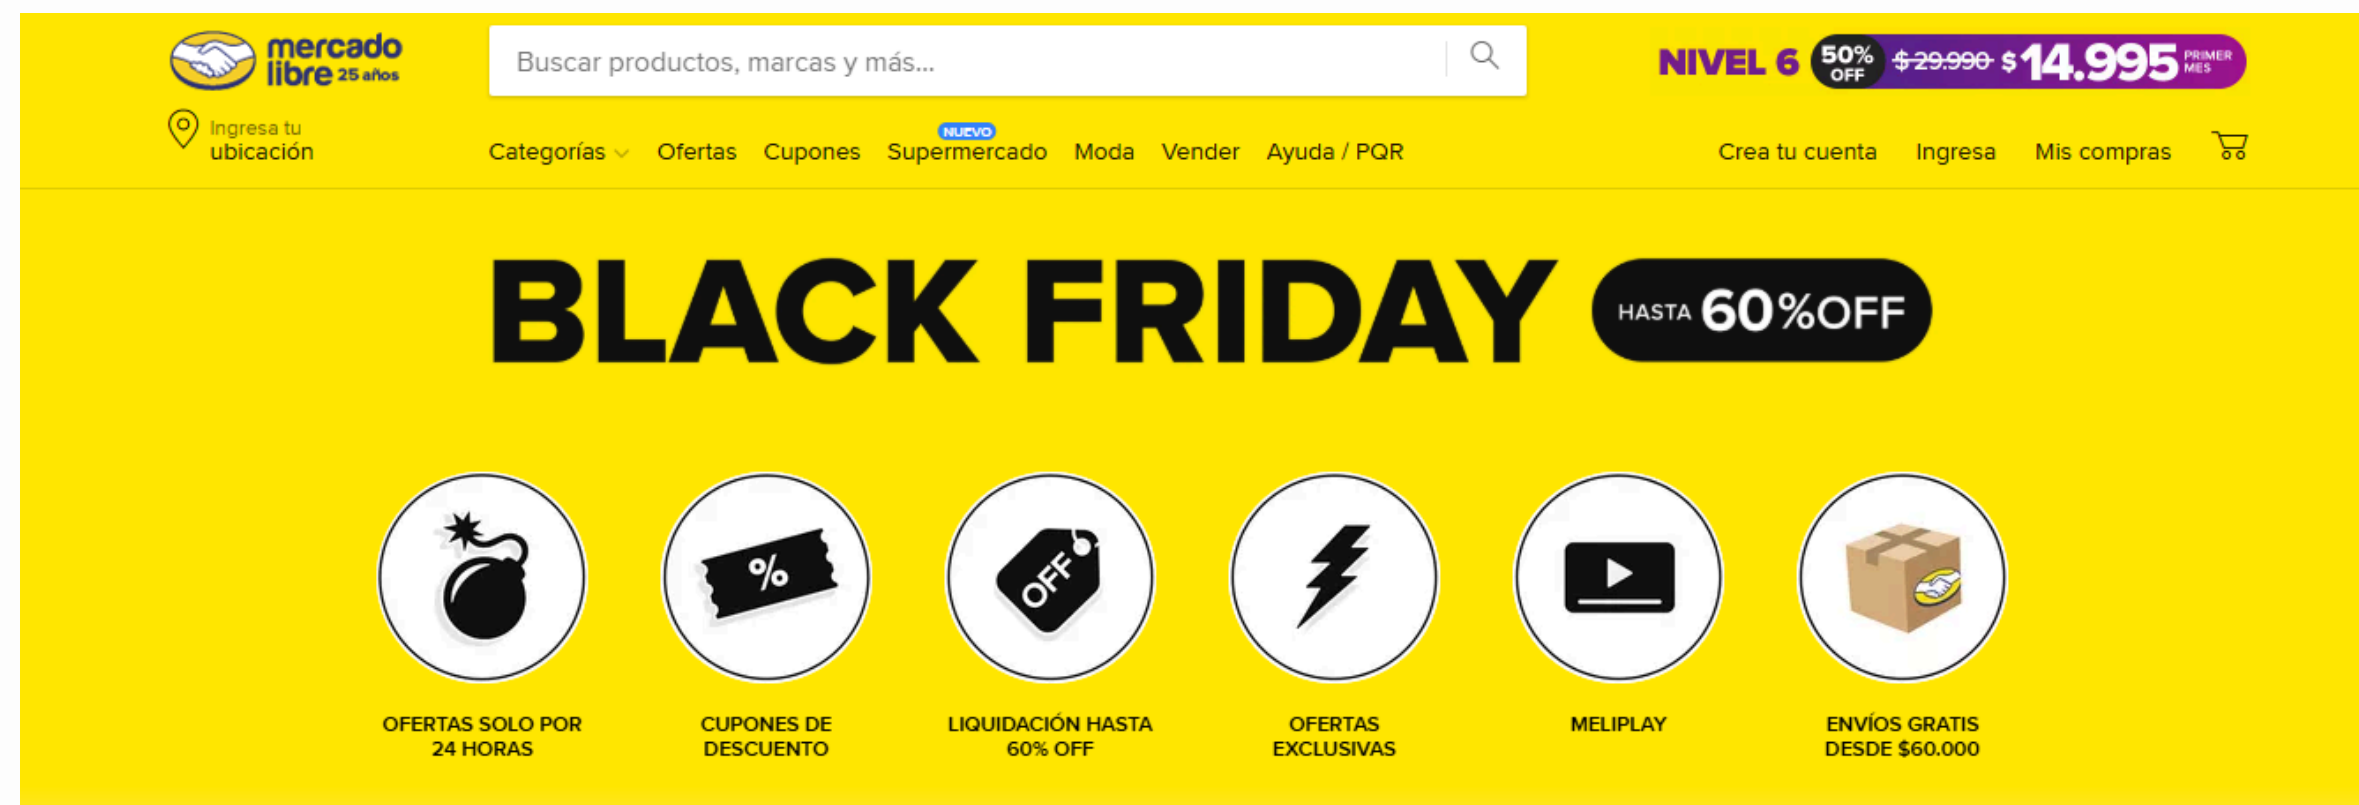 mercado
libre 25 años
Buscar productos, marcas y más...
NIVEL 6 50% OFF $ 29.990 $ 14.995 PRIMER MES
Ingresa tu
ubicación
Categorías Ofertas Cupones Supermercado Moda Vender Ayuda / PQR
NUEVO
Crea tu cuenta Ingresa Mis compras
BLACK FRIDAY HASTA 60%OFF
%
OFF
OFERTAS SOLO POR
24 HORAS
CUPONES DE
DESCUENTO
LIQUIDACIÓN HASTA
60% OFF
OFERTAS
EXCLUSIVAS
MELIPLAY
ENVÍOS GRATIS
DESDE $60.000